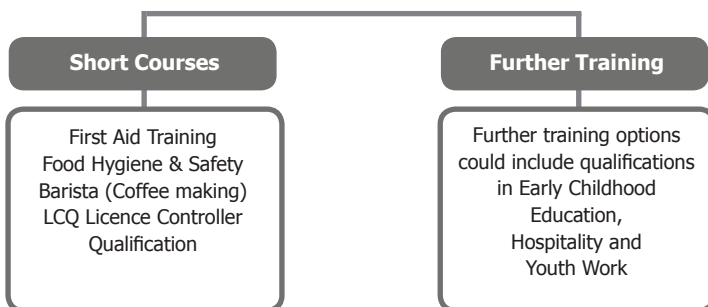 Short Courses
First Aid Training
Food Hygiene & Safety
Barista (Coffee making)
LCQ Licence Controller
Qualification
Further Training
Further training options
could include qualifications
in Early Childhood
Education,
Hospitality and
Youth Work